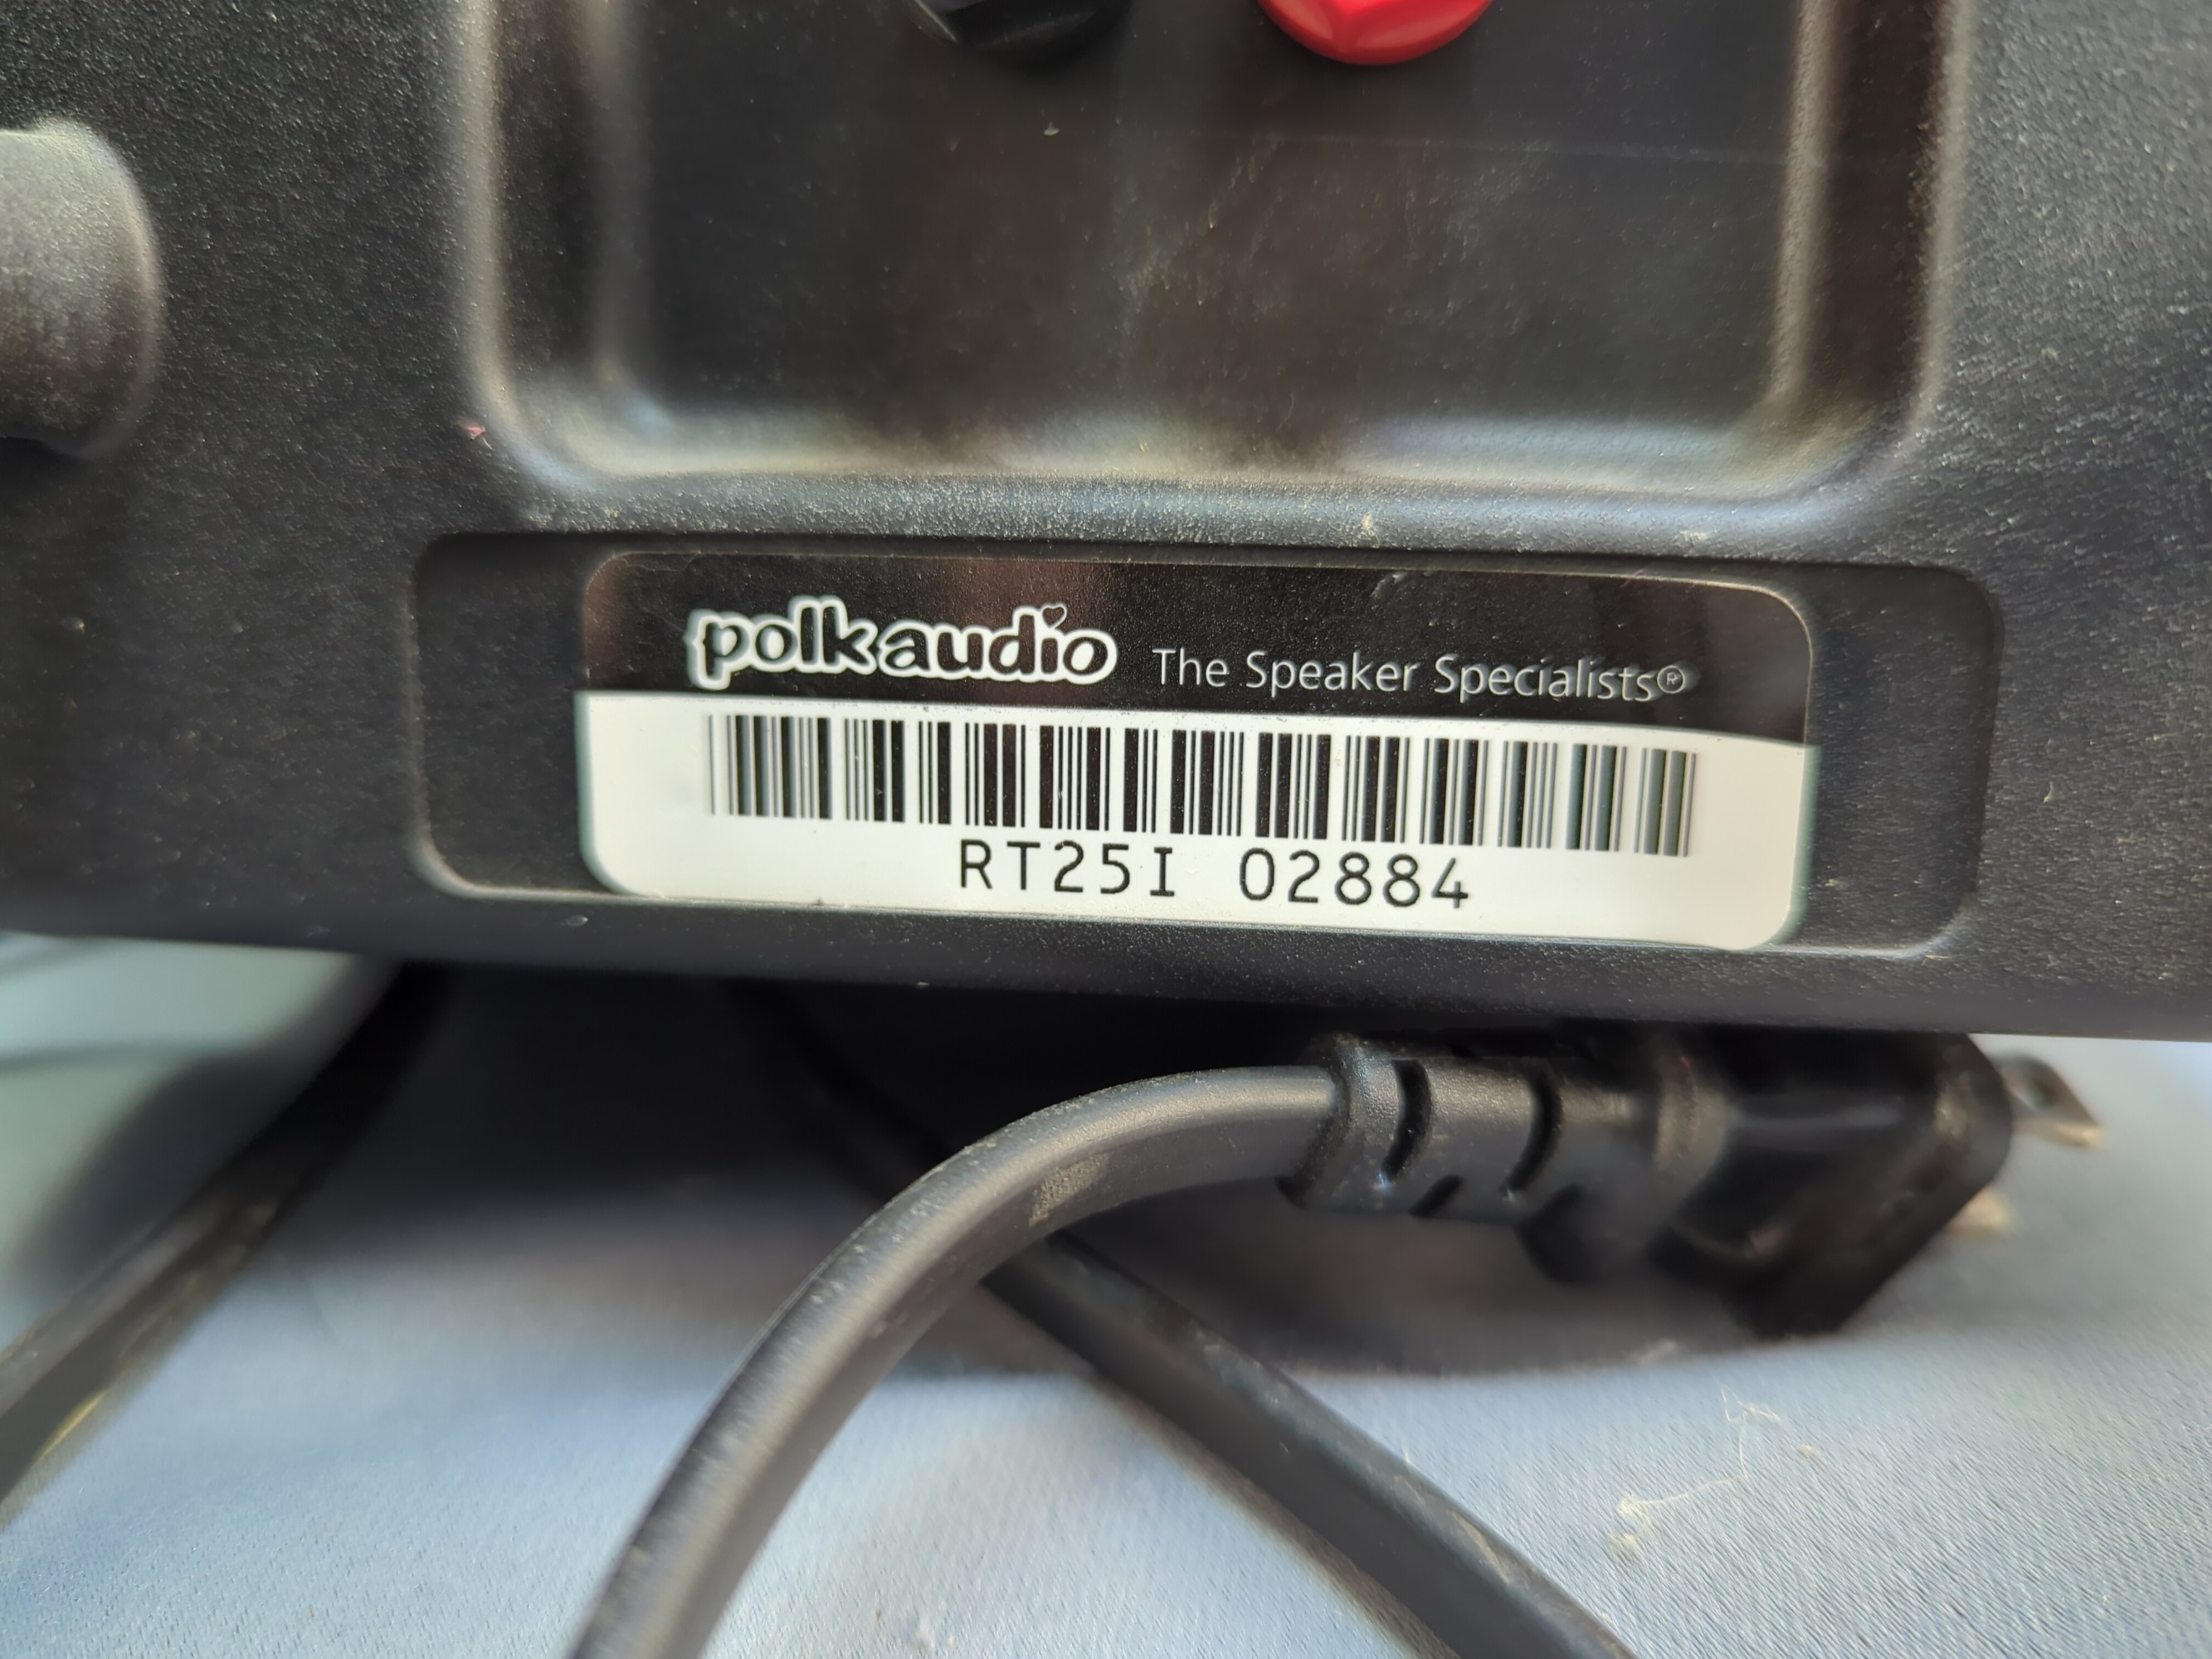 polkaudio The Speaker Specialists®
RT25I 02884